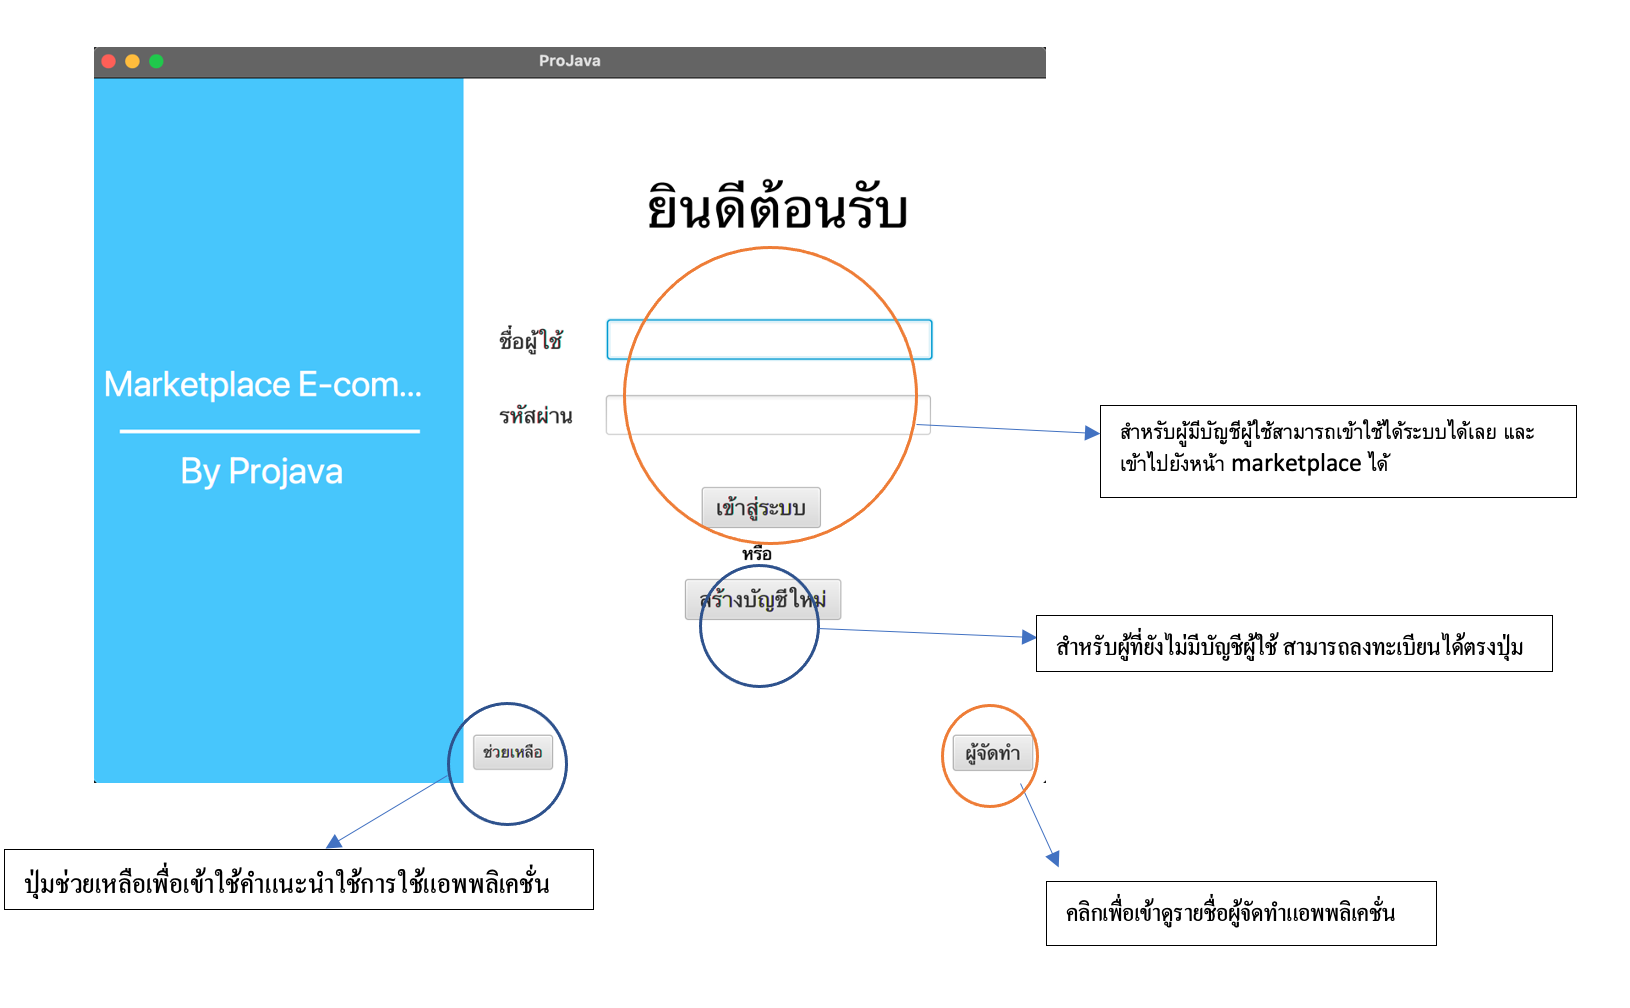 ProJava
ยินดีต้อนรับ
ชื่อผู้ใช้
Marketplace E-com...
รหัสผ่าน
By Projava
สำหรับผู้มีบัญชีผู้ใช้สามารถเข้าใช้ได้ระบบได้เลย และ
เข้าไปยังหน้า marketplace ได้
เข้าสู่ระบบ
หรือ
สร้างบัญชีใหม่
สำหรับผู้ที่ยังไม่มีบัญชีผู้ใช้ สามารถลงทะเบียนได้ตรงปุ่ม
ช่วยเหลือ
ผู้จัดทำ
ปุ่มช่วยเหลือเพื่อเข้าใช้คำแนะนำใช้การใช้แอพพลิเคชั่น
คลิกเพื่อเข้าดูรายชื่อผู้จัดทำแอพพลิเคชั่น